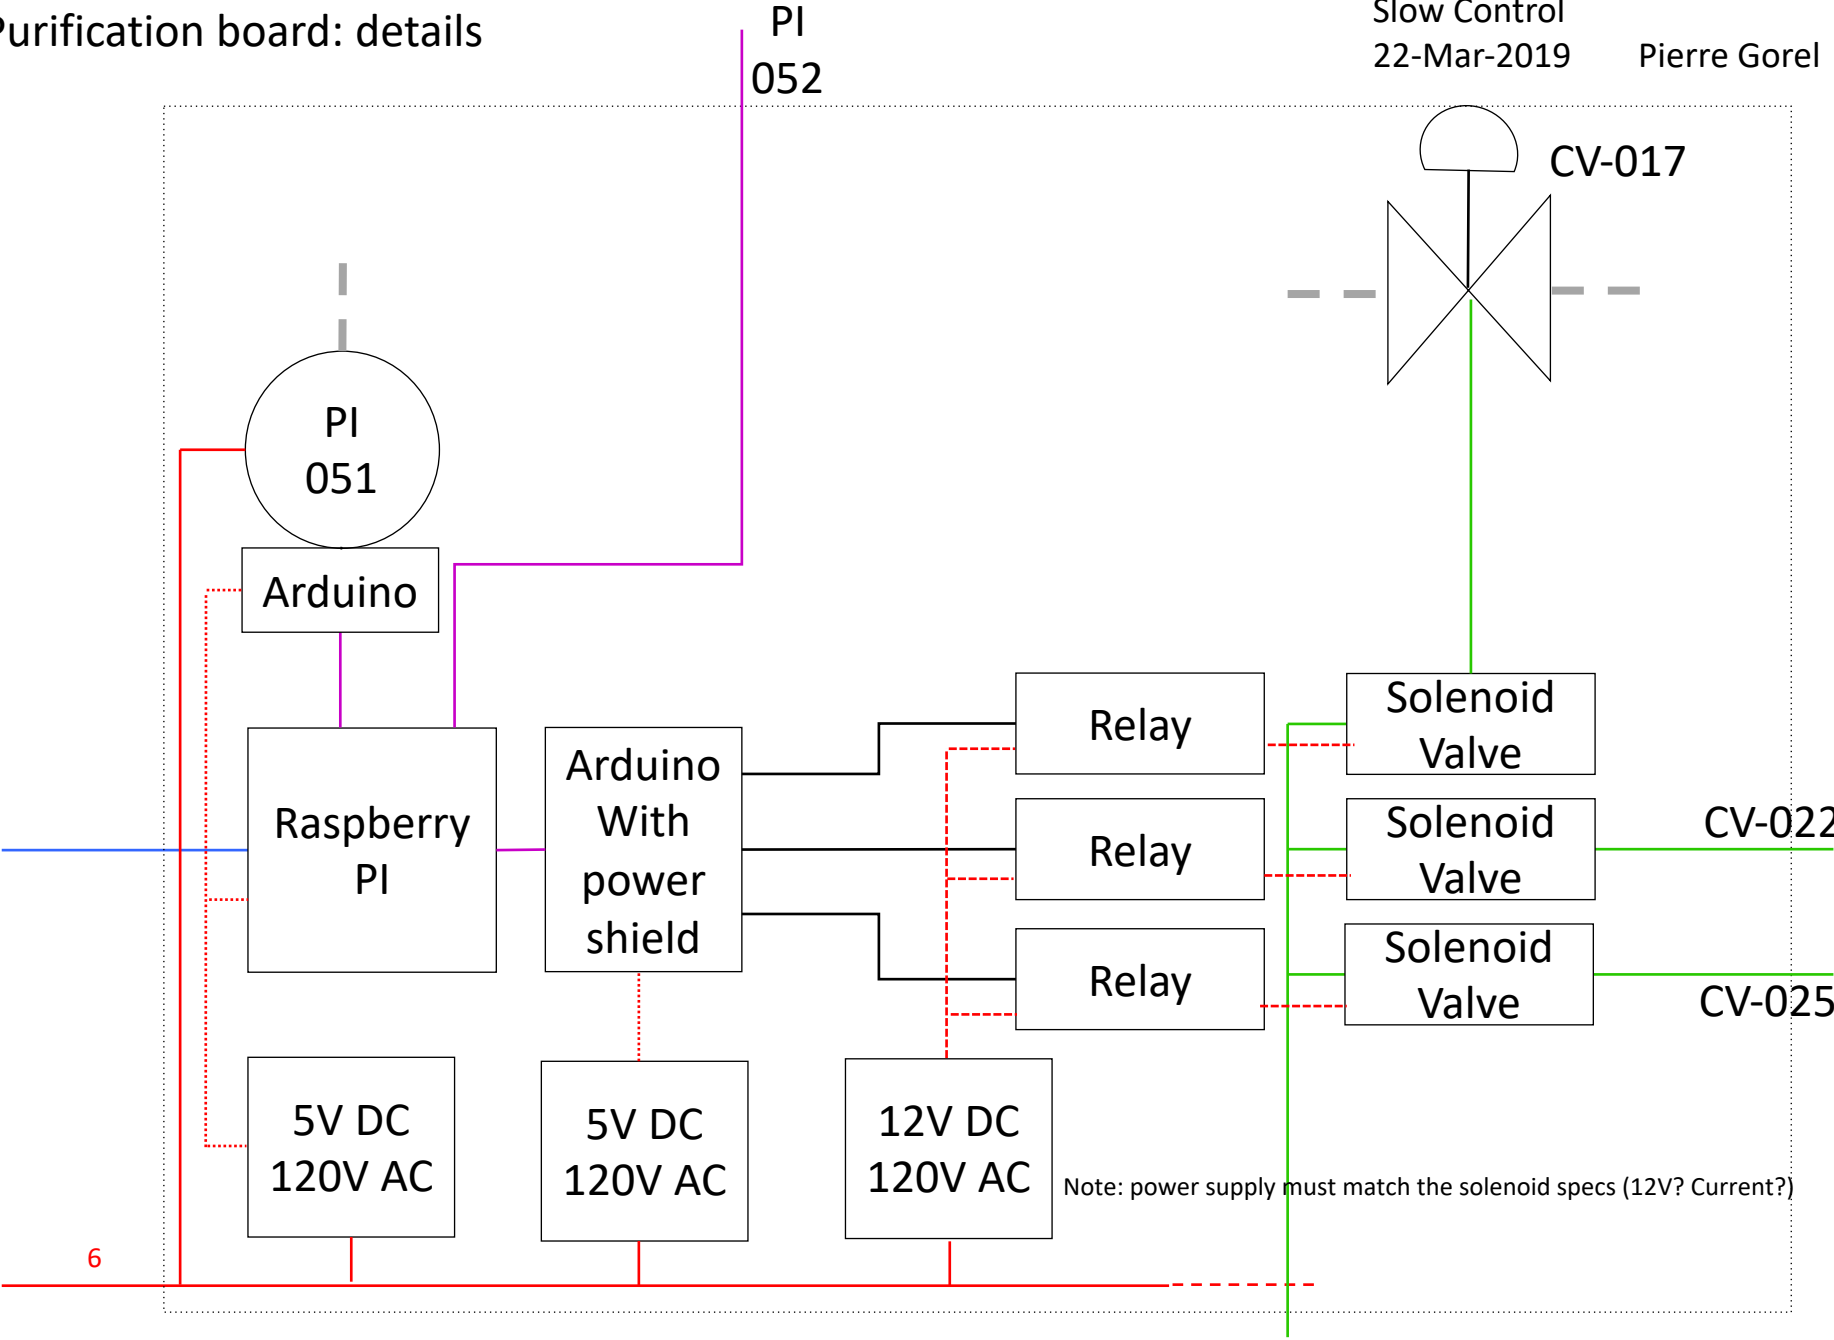 Purification board: details
PI
052
Slow Control
22-Mar-2019 Pierre Gorel
CV-017
PI
051
Arduino
Raspberry
PI
Arduino
With
power
shield
Relay
Relay
Relay
Solenoid
Valve
Solenoid
Valve
Solenoid
Valve
CV-022
CV-025
5V DC
120V AC
5V DC
120V AC
12V DC
120V AC
Note: power supply must match the solenoid specs (12V? Current?)
6